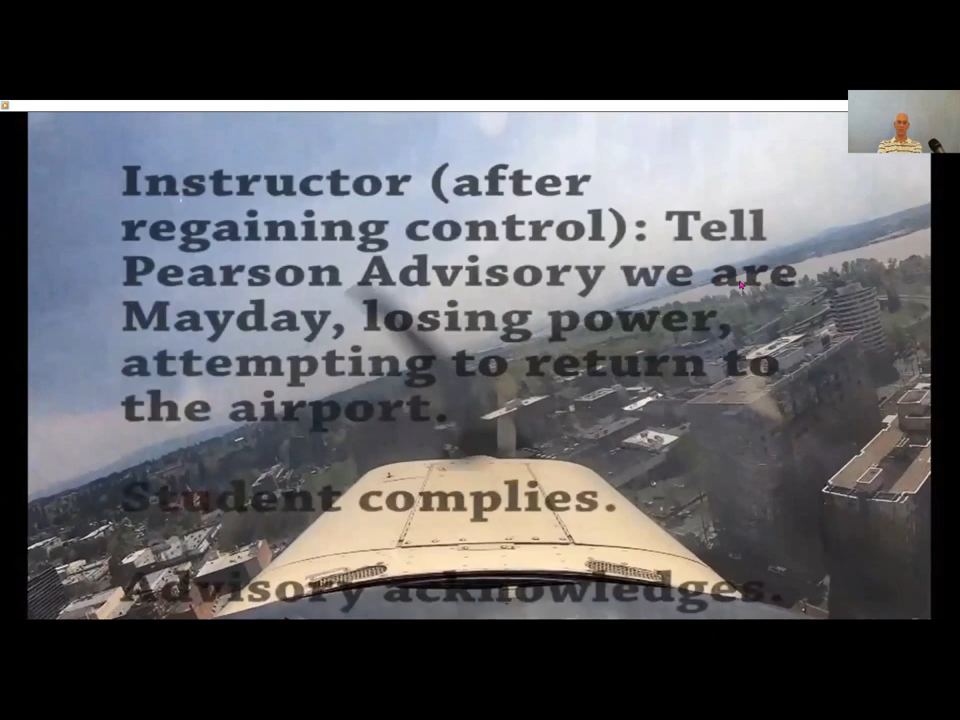 Instructor (after
regaining control): Tell
Pearson Advisory we are
Mayday, losing power,
attempting to return to
the airport.
Student complies.
Advisory acknowledges.